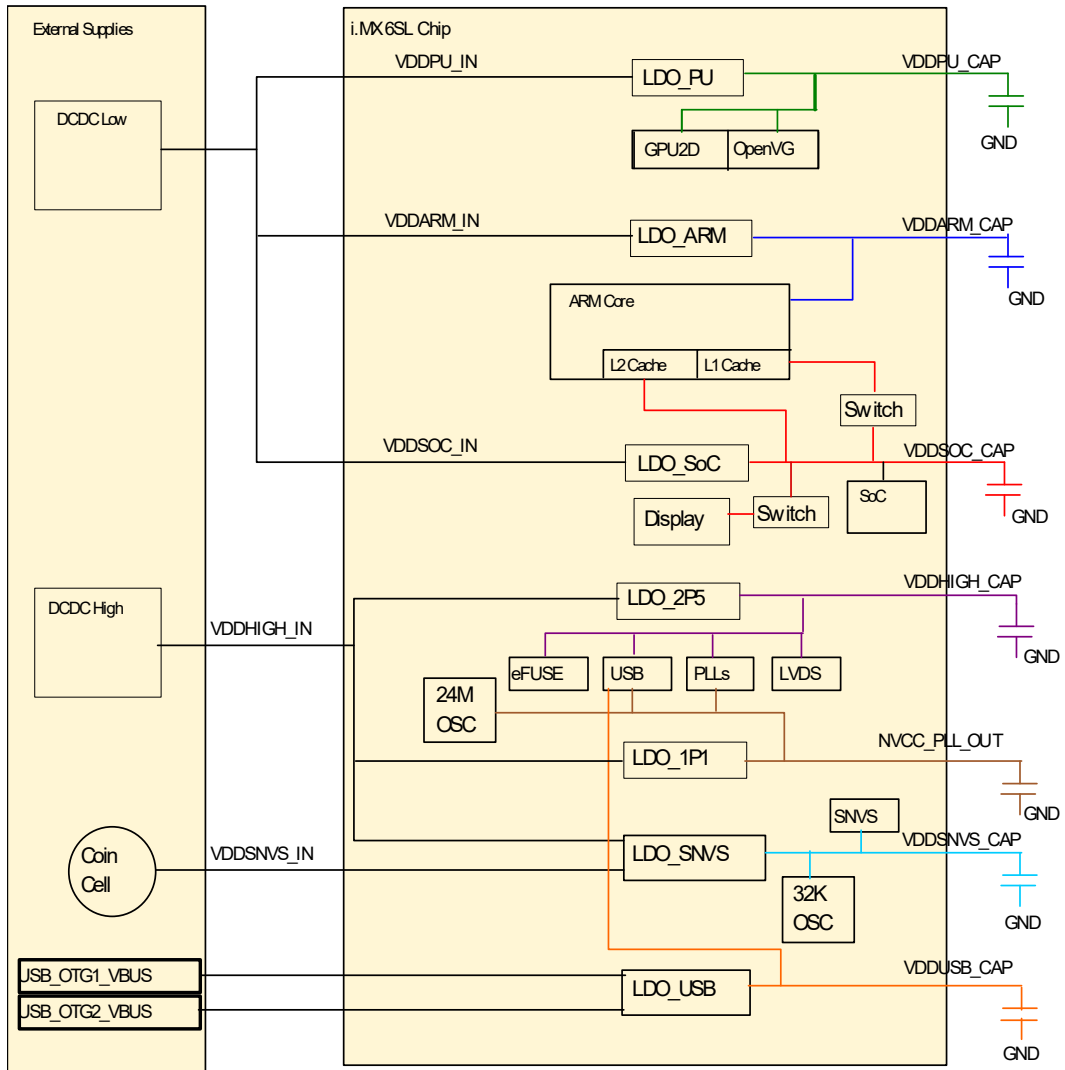 External Supplies
i.MX6SL Chip
VDDPU_IN
LDO_PU
VDDPU_CAP
GND
DCDC Low
GPU2D
OpenVG
VDDARM_IN
LDO_ARM
VDDARM_CAP
GND
ARM Core
L2 Cache
L1 Cache
Switch
VDDSOC_IN
LDO_SoC
VDDSOC_CAP
GND
SoC
Display
Switch
DCDC High
VDDHIGH_IN
LDO_2P5
VDDHIGH_CAP
GND
eFUSE
USB
PLLs
LVDS
24M
OSC
LDO_1P1
NVCC_PLL_OUT
GND
SNVS
Coin
Cell
VDDSNVS_IN
LDO_SNVS
VDDSNVS_CAP
GND
32K
OSC
USB_OTG1_VBUS
USB_OTG2_VBUS
LDO_USB
VDDUSB_CAP
GND